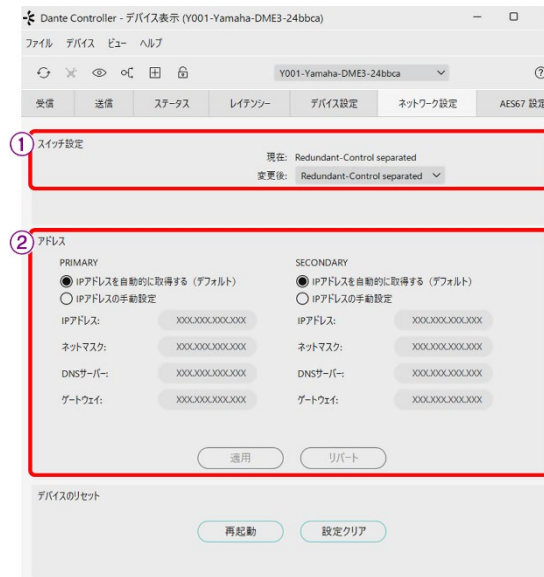 Dante Controller - デバイス表示 (Y001-Yamaha-DME3-24bbca)
ファイル デバイス ビュー ヘルプ
Y001-Yamaha-DME3-24bbca
受信 送信 ステータス レイテンシー デバイス設定 ネットワーク設定 AES67 設定
① スイッチ設定
現在: Redundant-Control separated
変更後: Redundant-Control separated
② アドレス
PRIMARY SECONDARY
IPアドレスを自動的に取得する（デフォルト） IPアドレスを自動的に取得する（デフォルト）
IPアドレスの手動設定 IPアドレスの手動設定
IPアドレス: XXX.XXX.XXX.XXX IPアドレス: XXX.XXX.XXX.XXX
ネットマスク: XXX.XXX.XXX.XXX ネットマスク: XXX.XXX.XXX.XXX
DNSサーバー: XXX.XXX.XXX.XXX DNSサーバー: XXX.XXX.XXX.XXX
ゲートウェイ: XXX.XXX.XXX.XXX ゲートウェイ: XXX.XXX.XXX.XXX
適用 リバート
デバイスのリセット
再起動 設定クリア